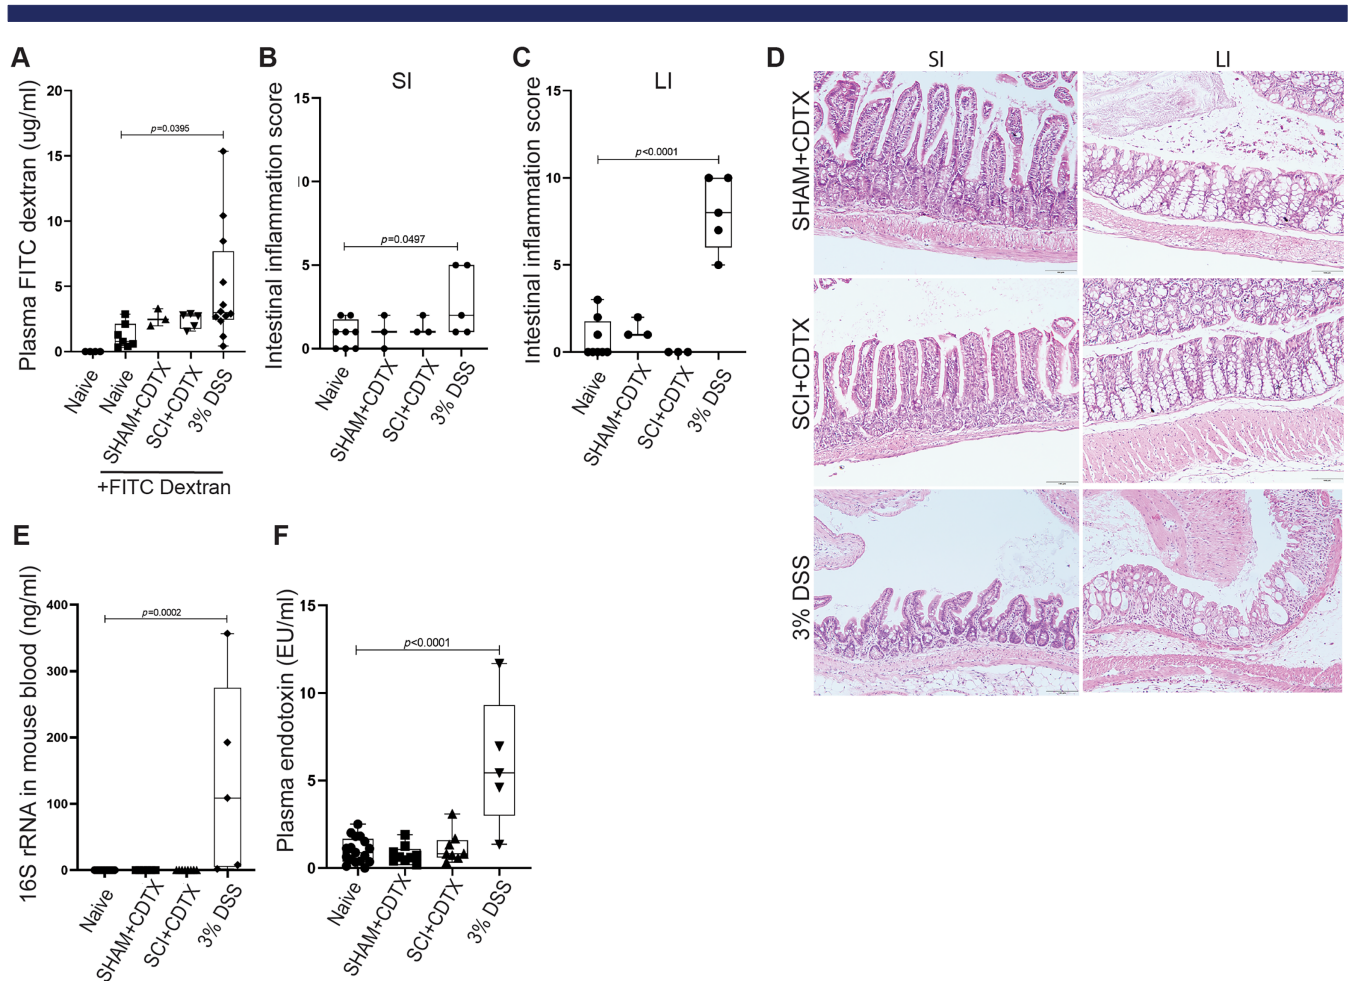 A
Plasma FITC dextran (ug/ml)
20
15
10
5
0
p=0.0395
Naive
Naive
SHAM+CDTX
SCI+CDTX
3% DSS
+FITC Dextran
B
SI
Intestinal inflammation score
15
10
5
0
p=0.0497
Naive
SHAM+CDTX
SCI+CDTX
3% DSS
C
LI
Intestinal inflammation score
15
10
5
0
p<0.0001
Naive
SHAM+CDTX
SCI+CDTX
3% DSS
D
SI
LI
SHAM+CDTX
SCI+CDTX
3% DSS
E
16S rRNA in mouse blood (ng/ml)
400
300
200
100
0
p=0.0002
Naive
SHAM+CDTX
SCI+CDTX
3% DSS
F
Plasma endotoxin (EU/ml)
15
10
5
0
p<0.0001
Naive
SHAM+CDTX
SCI+CDTX
3% DSS